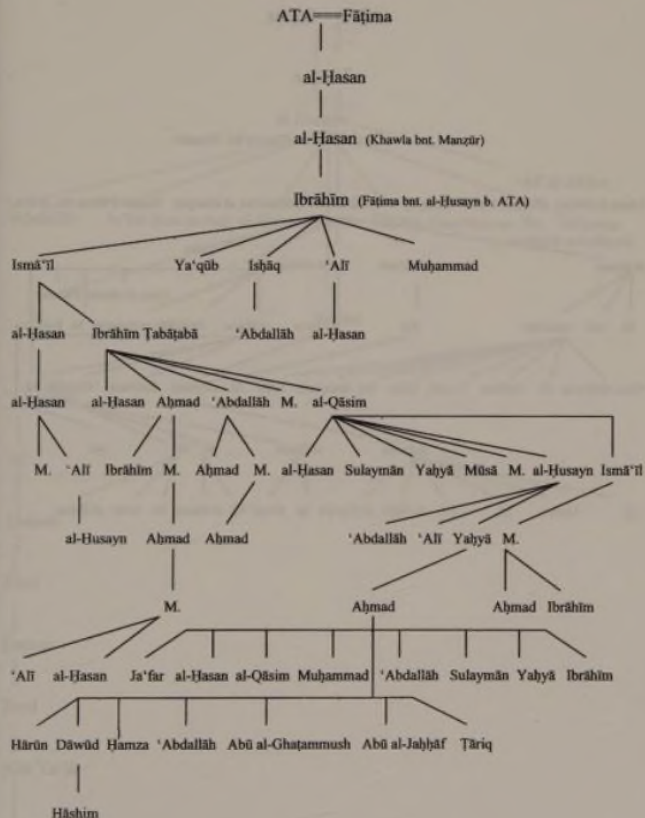 ATA Fāṭima
al-Ḥasan
al-Ḥasan (Khawla bnt. Manẓūr)
Ibrāhīm (Fāṭima bnt. al-Ḥusayn b. ATA)
Ismā‘īl Ya‘qūb Isḥāq ‘Alī Muḥammad
al-Ḥasan Ibrāhīm Ṭabāṭabā ‘Abdallāh al-Ḥasan
al-Ḥasan al-Ḥasan Aḥmad ‘Abdallāh M. al-Qāsim
M. ‘Alī Ibrāhīm M. Aḥmad M. al-Ḥasan Sulaymān Yaḥyā Mūsā M. al-Ḥusayn Ismā‘īl
al-Ḥusayn Aḥmad Aḥmad ‘Abdallāh ‘Alī Yaḥyā M.
M. Aḥmad Aḥmad Ibrāhīm
‘Alī al-Ḥasan Ja‘far al-Ḥasan al-Qāsim Muḥammad ‘Abdallāh Sulaymān Yaḥyā Ibrāhīm
Hārūn Dāwūd Ḥamza ‘Abdallāh Abū al-Ghaṭammush Abū al-Jaḥḥāf Ṭāriq
Hāshim